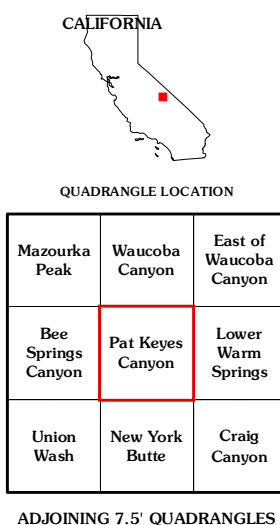 CALIFORNIA
QUADRANGLE LOCATION
Mazourka
Peak
Waucoba
Canyon
East of
Waucoba
Canyon
Bee
Springs
Canyon
Pat Keyes
Canyon
Lower
Warm
Springs
Union
Wash
New York
Butte
Craig
Canyon
ADJOINING 7.5' QUADRANGLES